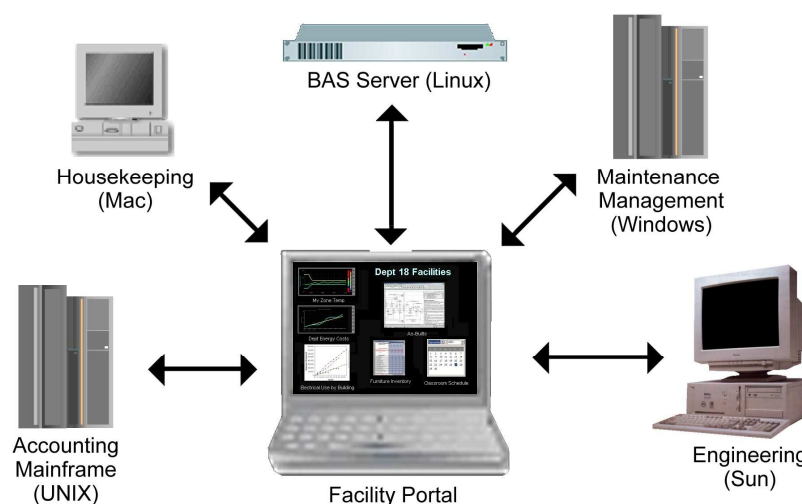 BAS Server (Linux)
Housekeeping
(Mac)
Maintenance
Management
(Windows)
Dept 18 Facilities
My Zone Temp
As-Builts
Dept Energy Costs
Electrical Use by Building
Furniture Inventory
Classroom Schedule
Accounting
Mainframe
(UNIX)
Facility Portal
Engineering
(Sun)